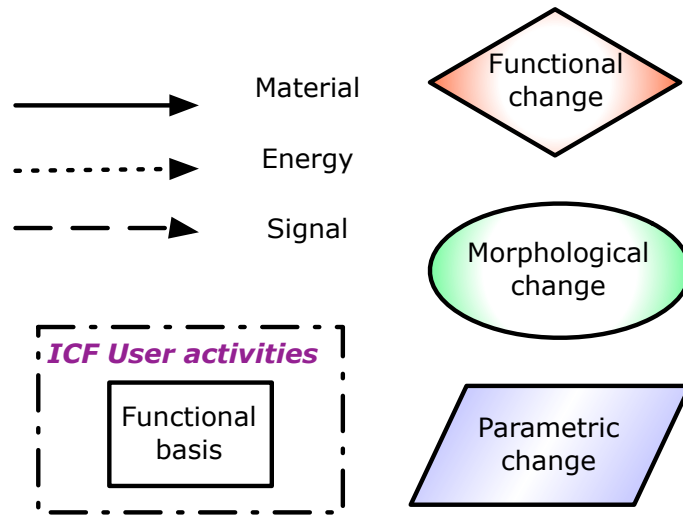 Material
Energy
Signal
ICF User activities
Functional
basis
Functional
change
Morphological
change
Parametric
change